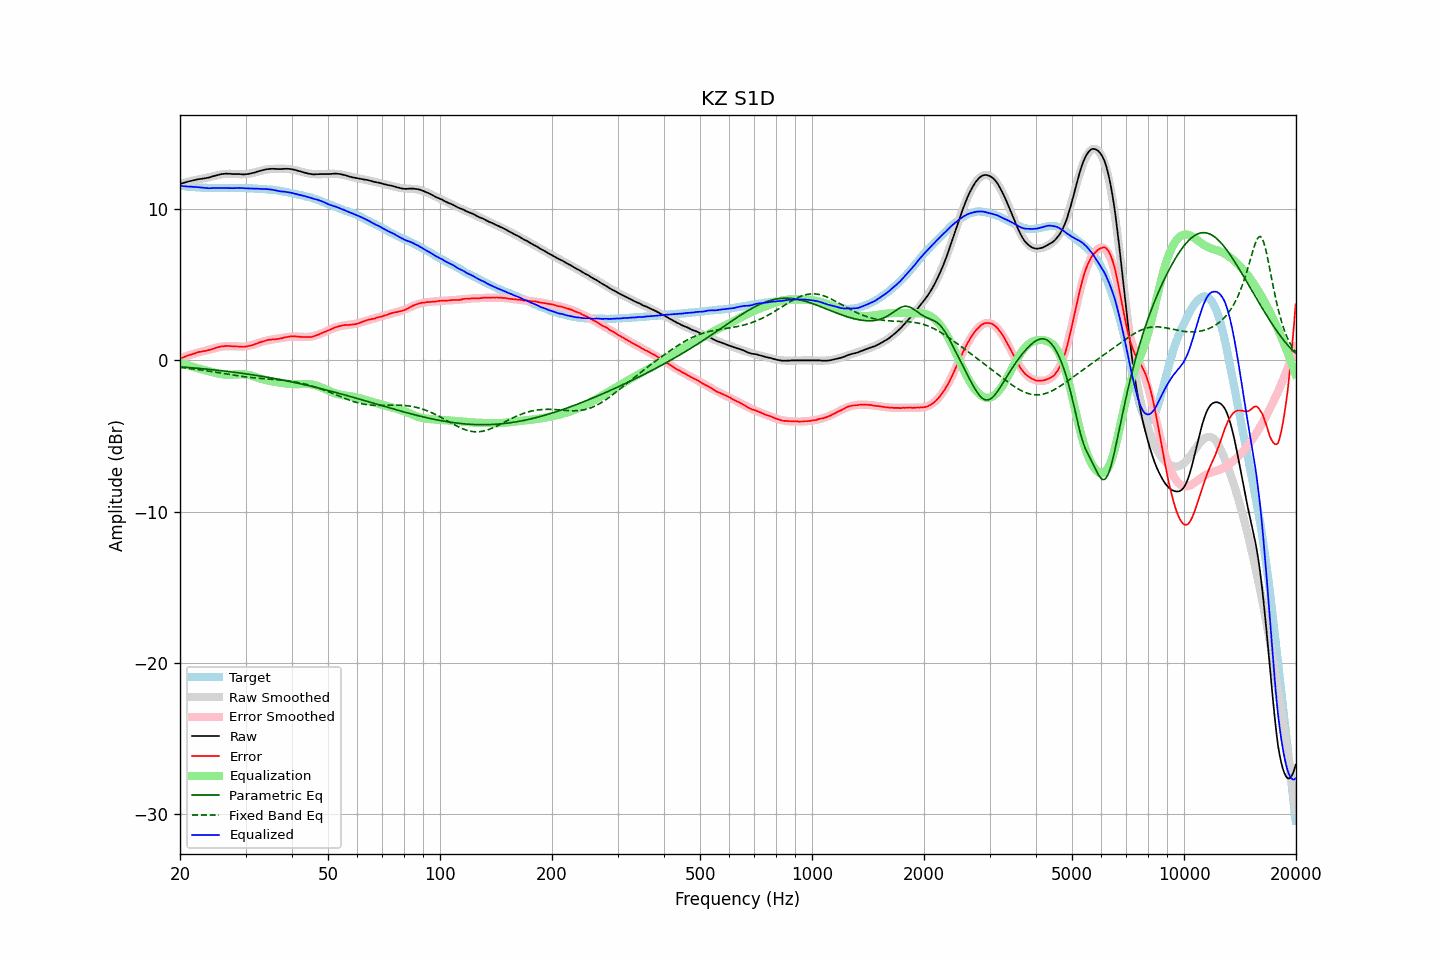 KZ S1D
Amplitude (dBr)
10
0
−10
−20
−30
Target
Raw Smoothed
Error Smoothed
Raw
Error
Equalization
Parametric Eq
Fixed Band Eq
Equalized
20 50 100 200 500 1000 2000 5000 10000 20000
Frequency (Hz)